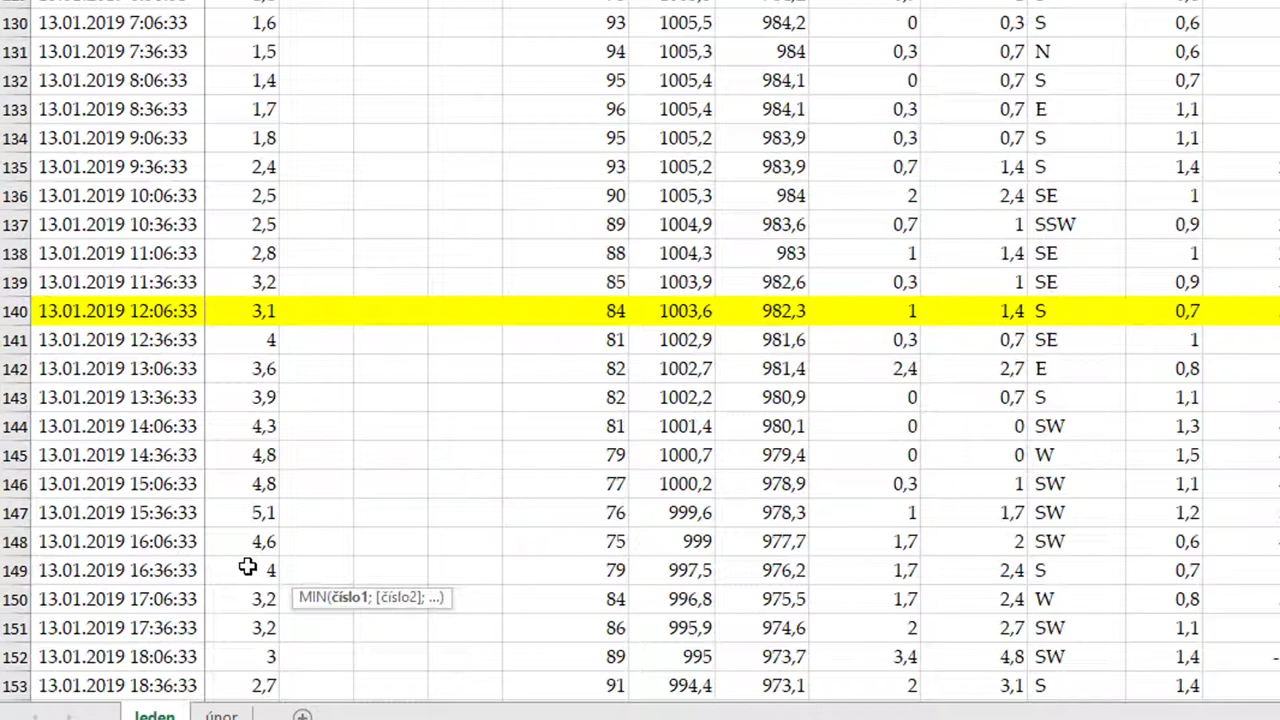 130 13.01.2019 7:06:33 1,6 93 1005,5 984,2 0 0,3 S 0,6
131 13.01.2019 7:36:33 1,5 94 1005,3 984 0,3 0,7 N 0,6
132 13.01.2019 8:06:33 1,4 95 1005,4 984,1 0 0,7 S 0,7
133 13.01.2019 8:36:33 1,7 96 1005,4 984,1 0,3 0,7 E 1,1
134 13.01.2019 9:06:33 1,8 95 1005,2 983,9 0,3 0,7 S 1,1
135 13.01.2019 9:36:33 2,4 93 1005,2 983,9 0,7 1,4 S 1,4
136 13.01.2019 10:06:33 2,5 90 1005,3 984 2 2,4 SE 1
137 13.01.2019 10:36:33 2,5 89 1004,9 983,6 0,7 1 SSW 0,9
138 13.01.2019 11:06:33 2,8 88 1004,3 983 1 1,4 SE 1
139 13.01.2019 11:36:33 3,2 85 1003,9 982,6 0,3 1 SE 0,9
140 13.01.2019 12:06:33 3,1 84 1003,6 982,3 1 1,4 S 0,7
141 13.01.2019 12:36:33 4 81 1002,9 981,6 0,3 0,7 SE 1
142 13.01.2019 13:06:33 3,6 82 1002,7 981,4 2,4 2,7 E 0,8
143 13.01.2019 13:36:33 3,9 82 1002,2 980,9 0 0,7 S 1,1
144 13.01.2019 14:06:33 4,3 81 1001,4 980,1 0 0 SW 1,3
145 13.01.2019 14:36:33 4,8 79 1000,7 979,4 0 0 W 1,5
146 13.01.2019 15:06:33 4,8 77 1000,2 978,9 0,3 1 SW 1,1
147 13.01.2019 15:36:33 5,1 76 999,6 978,3 1 1,7 SW 1,2
148 13.01.2019 16:06:33 4,6 75 999 977,7 1,7 2 SW 0,6
149 13.01.2019 16:36:33 4 79 997,5 976,2 1,7 2,4 S 0,7
150 13.01.2019 17:06:33 3,2 84 996,8 975,5 1,7 2,4 W 0,8
MIN(číslo1; [číslo2]; ...)
151 13.01.2019 17:36:33 3,2 86 995,9 974,6 2 2,7 SW 1,1
152 13.01.2019 18:06:33 3 89 995 973,7 3,4 4,8 SW 1,4
153 13.01.2019 18:36:33 2,7 91 994,4 973,1 2 3,1 S 1,4
leden únor